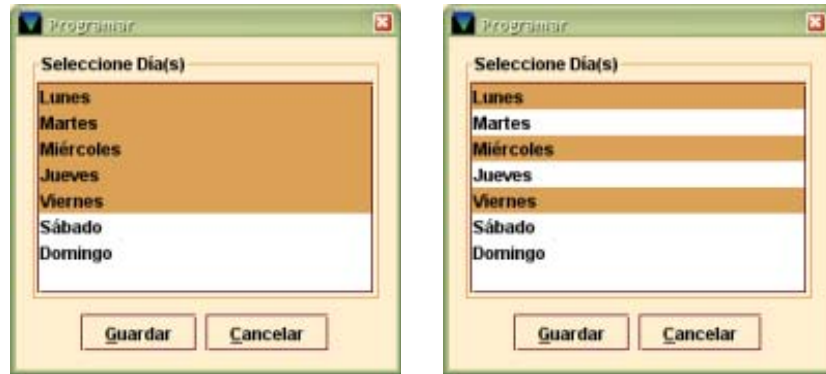 Programar
Seleccione Día(s)
Lunes
Martes
Miércoles
Jueves
Viernes
Sábado
Domingo
Guardar Cancelar
Programar
Seleccione Día(s)
Lunes
Martes
Miércoles
Jueves
Viernes
Sábado
Domingo
Guardar Cancelar